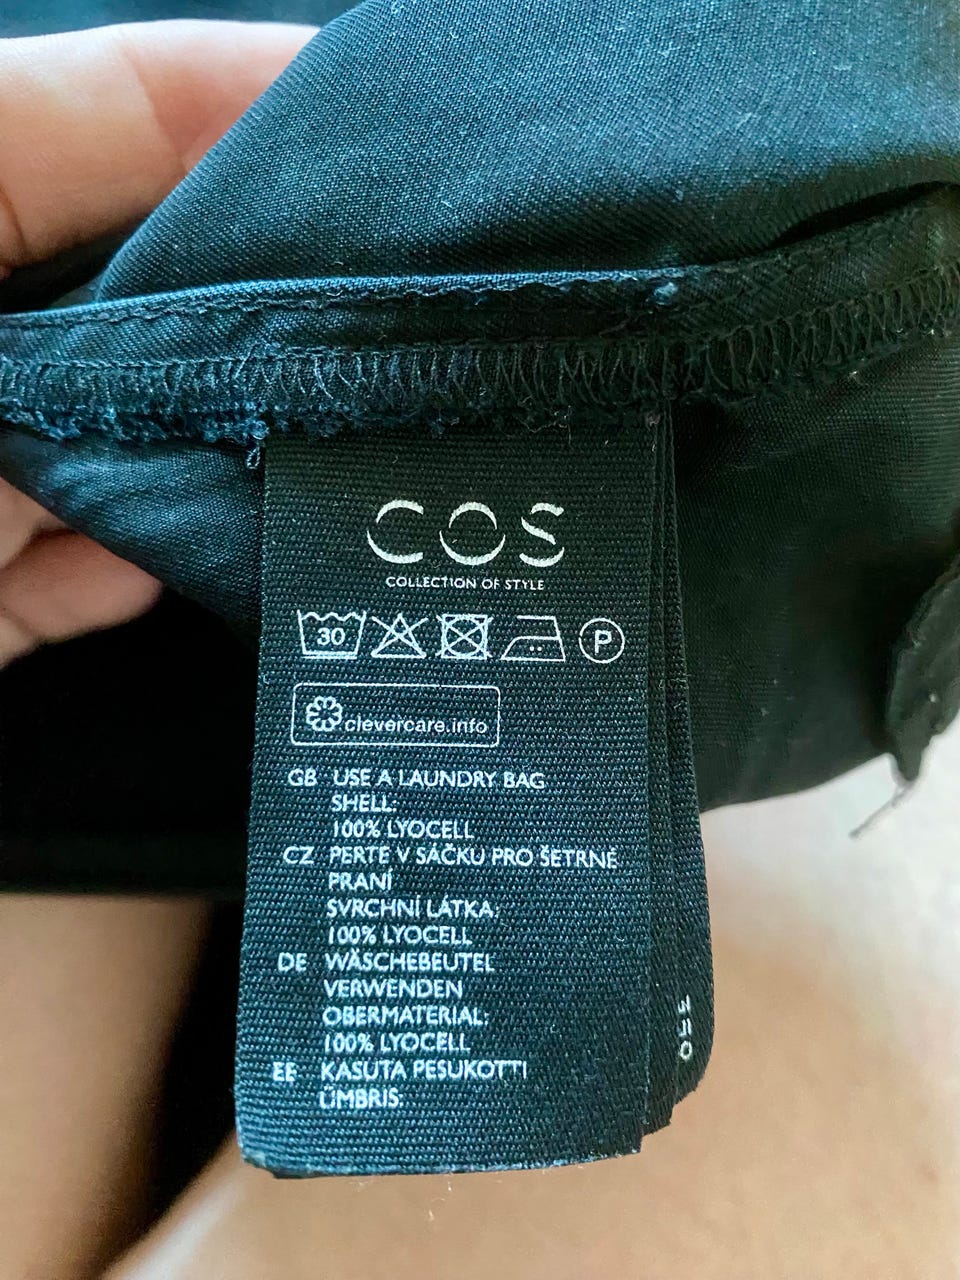 COS
COLLECTION OF STYLE
30
P
clevercare.info
GB USE A LAUNDRY BAG
SHELL:
100% LYOCELL
CZ PERTE V SÁČKU PRO ŠETRNÉ
PRANÍ
SVRCHNÍ LÁTKA:
100% LYOCELL
DE WÄSCHEBEUTEL
VERWENDEN
OBERMATERIAL:
100% LYOCELL
EE KASUTA PESUKOTTI
ÜMBRIS: